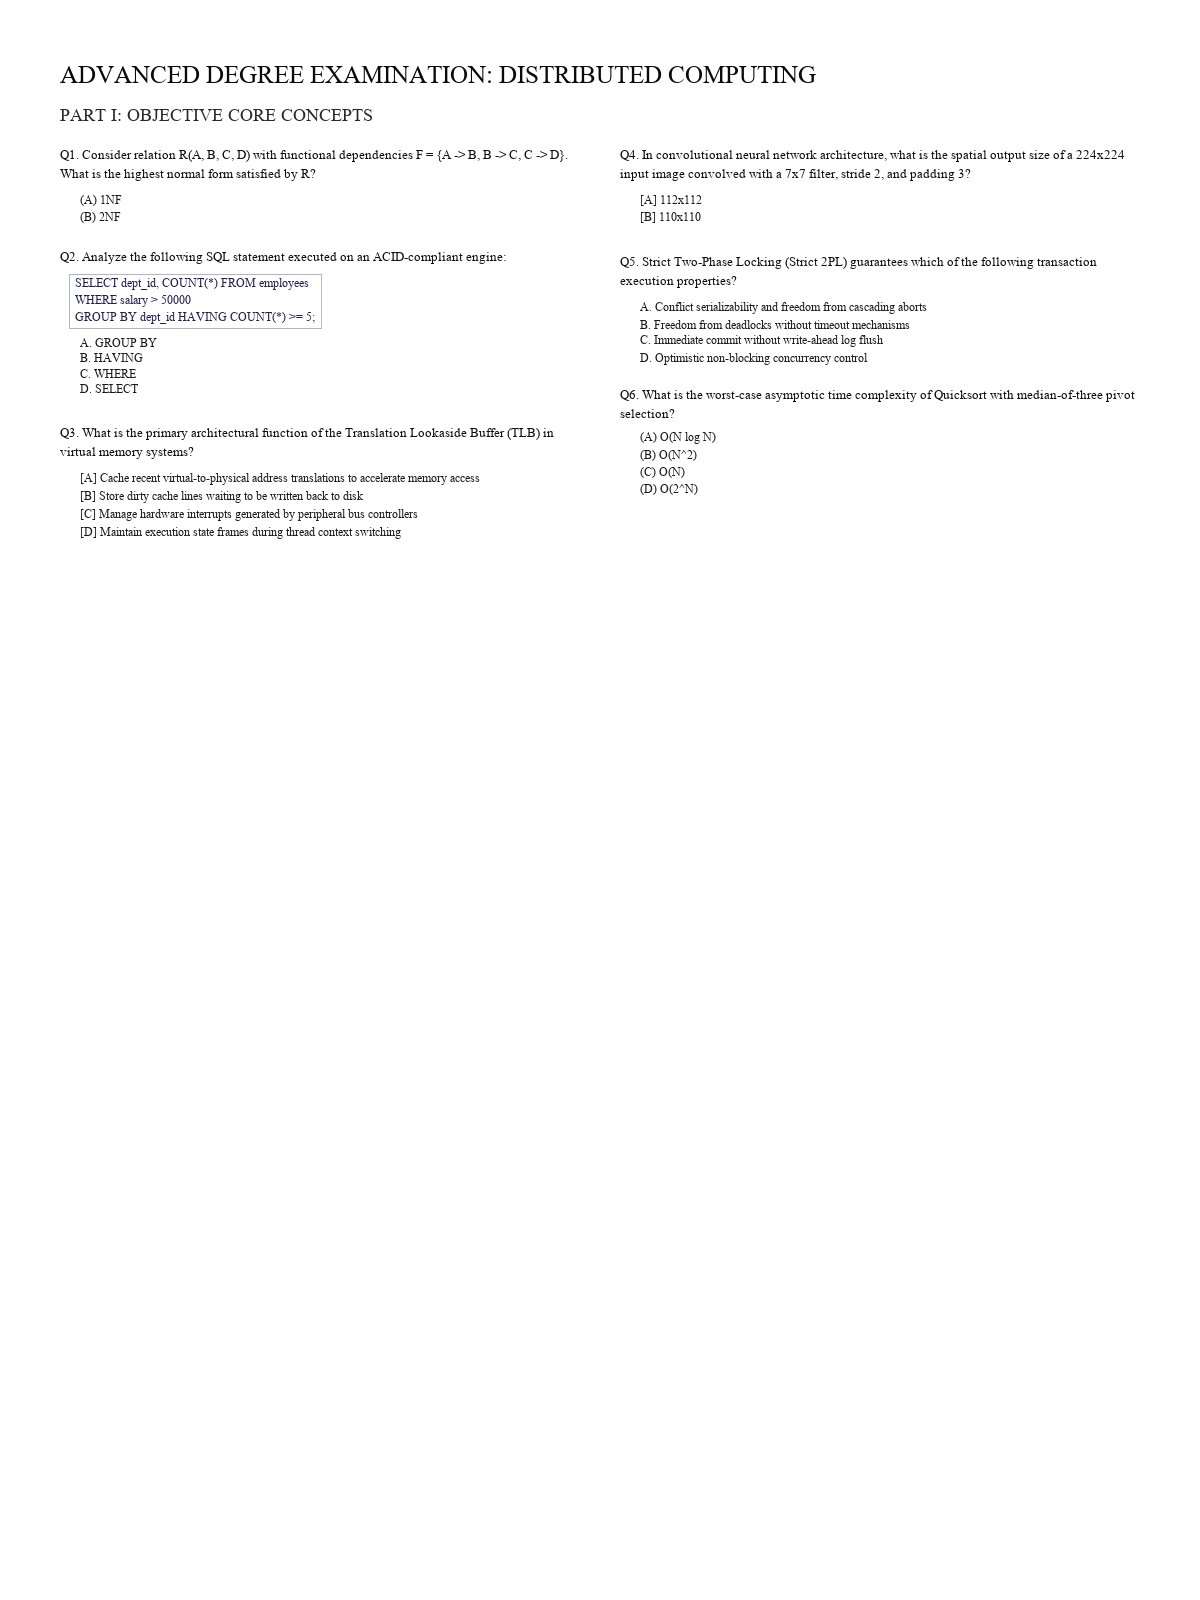 ADVANCED DEGREE EXAMINATION: DISTRIBUTED COMPUTING
PART I: OBJECTIVE CORE CONCEPTS
Q1. Consider relation R(A, B, C, D) with functional dependencies F = {A -> B, B -> C, C -> D}.
What is the highest normal form satisfied by R?
(A) 1NF
(B) 2NF
Q2. Analyze the following SQL statement executed on an ACID-compliant engine:
SELECT dept_id, COUNT(*) FROM employees
WHERE salary > 50000
GROUP BY dept_id HAVING COUNT(*) >= 5;
A. GROUP BY
B. HAVING
C. WHERE
D. SELECT
Q3. What is the primary architectural function of the Translation Lookaside Buffer (TLB) in
virtual memory systems?
[A] Cache recent virtual-to-physical address translations to accelerate memory access
[B] Store dirty cache lines waiting to be written back to disk
[C] Manage hardware interrupts generated by peripheral bus controllers
[D] Maintain execution state frames during thread context switching
Q4. In convolutional neural network architecture, what is the spatial output size of a 224x224
input image convolved with a 7x7 filter, stride 2, and padding 3?
[A] 112x112
[B] 110x110
Q5. Strict Two-Phase Locking (Strict 2PL) guarantees which of the following transaction
execution properties?
A. Conflict serializability and freedom from cascading aborts
B. Freedom from deadlocks without timeout mechanisms
C. Immediate commit without write-ahead log flush
D. Optimistic non-blocking concurrency control
Q6. What is the worst-case asymptotic time complexity of Quicksort with median-of-three pivot
selection?
(A) O(N log N)
(B) O(N^2)
(C) O(N)
(D) O(2^N)